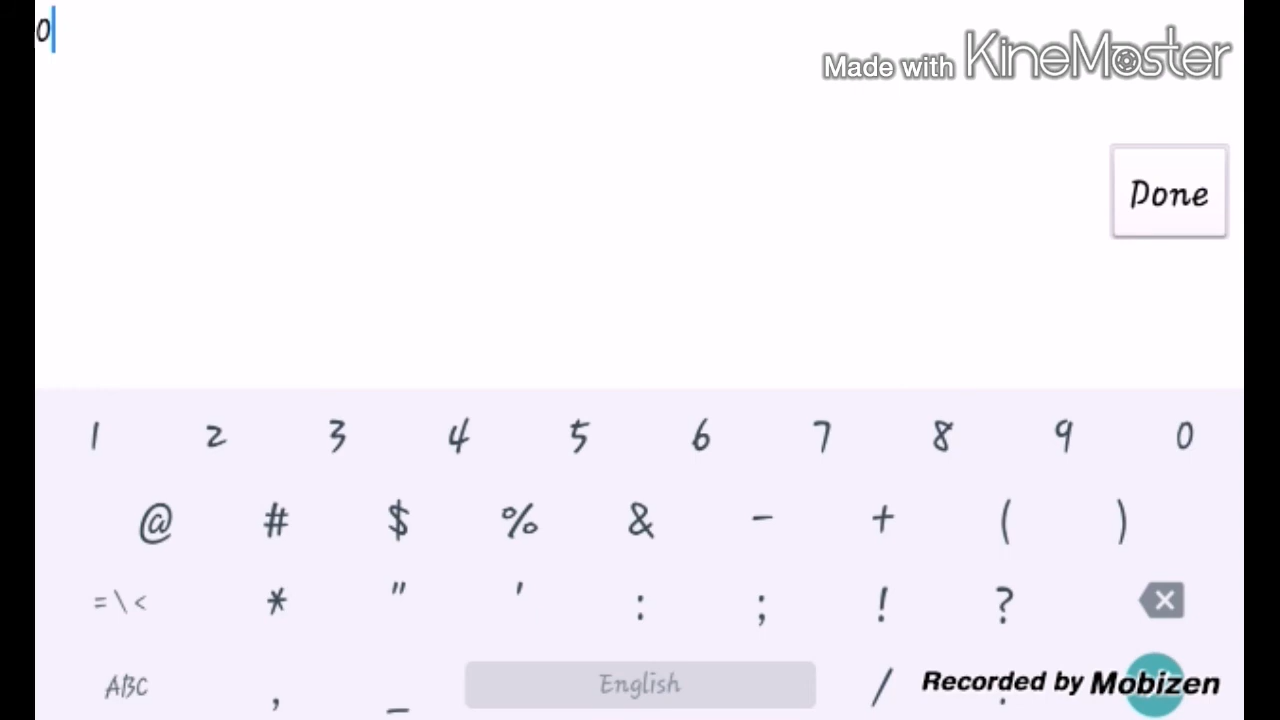 0
Made with KineMaster
Done
1 2 3 4 5 6 7 8 9 0
@ # $ % & - + ( )
=\< * " ' : ; ! ?
ABC , _ English / .
Recorded by Mobizen